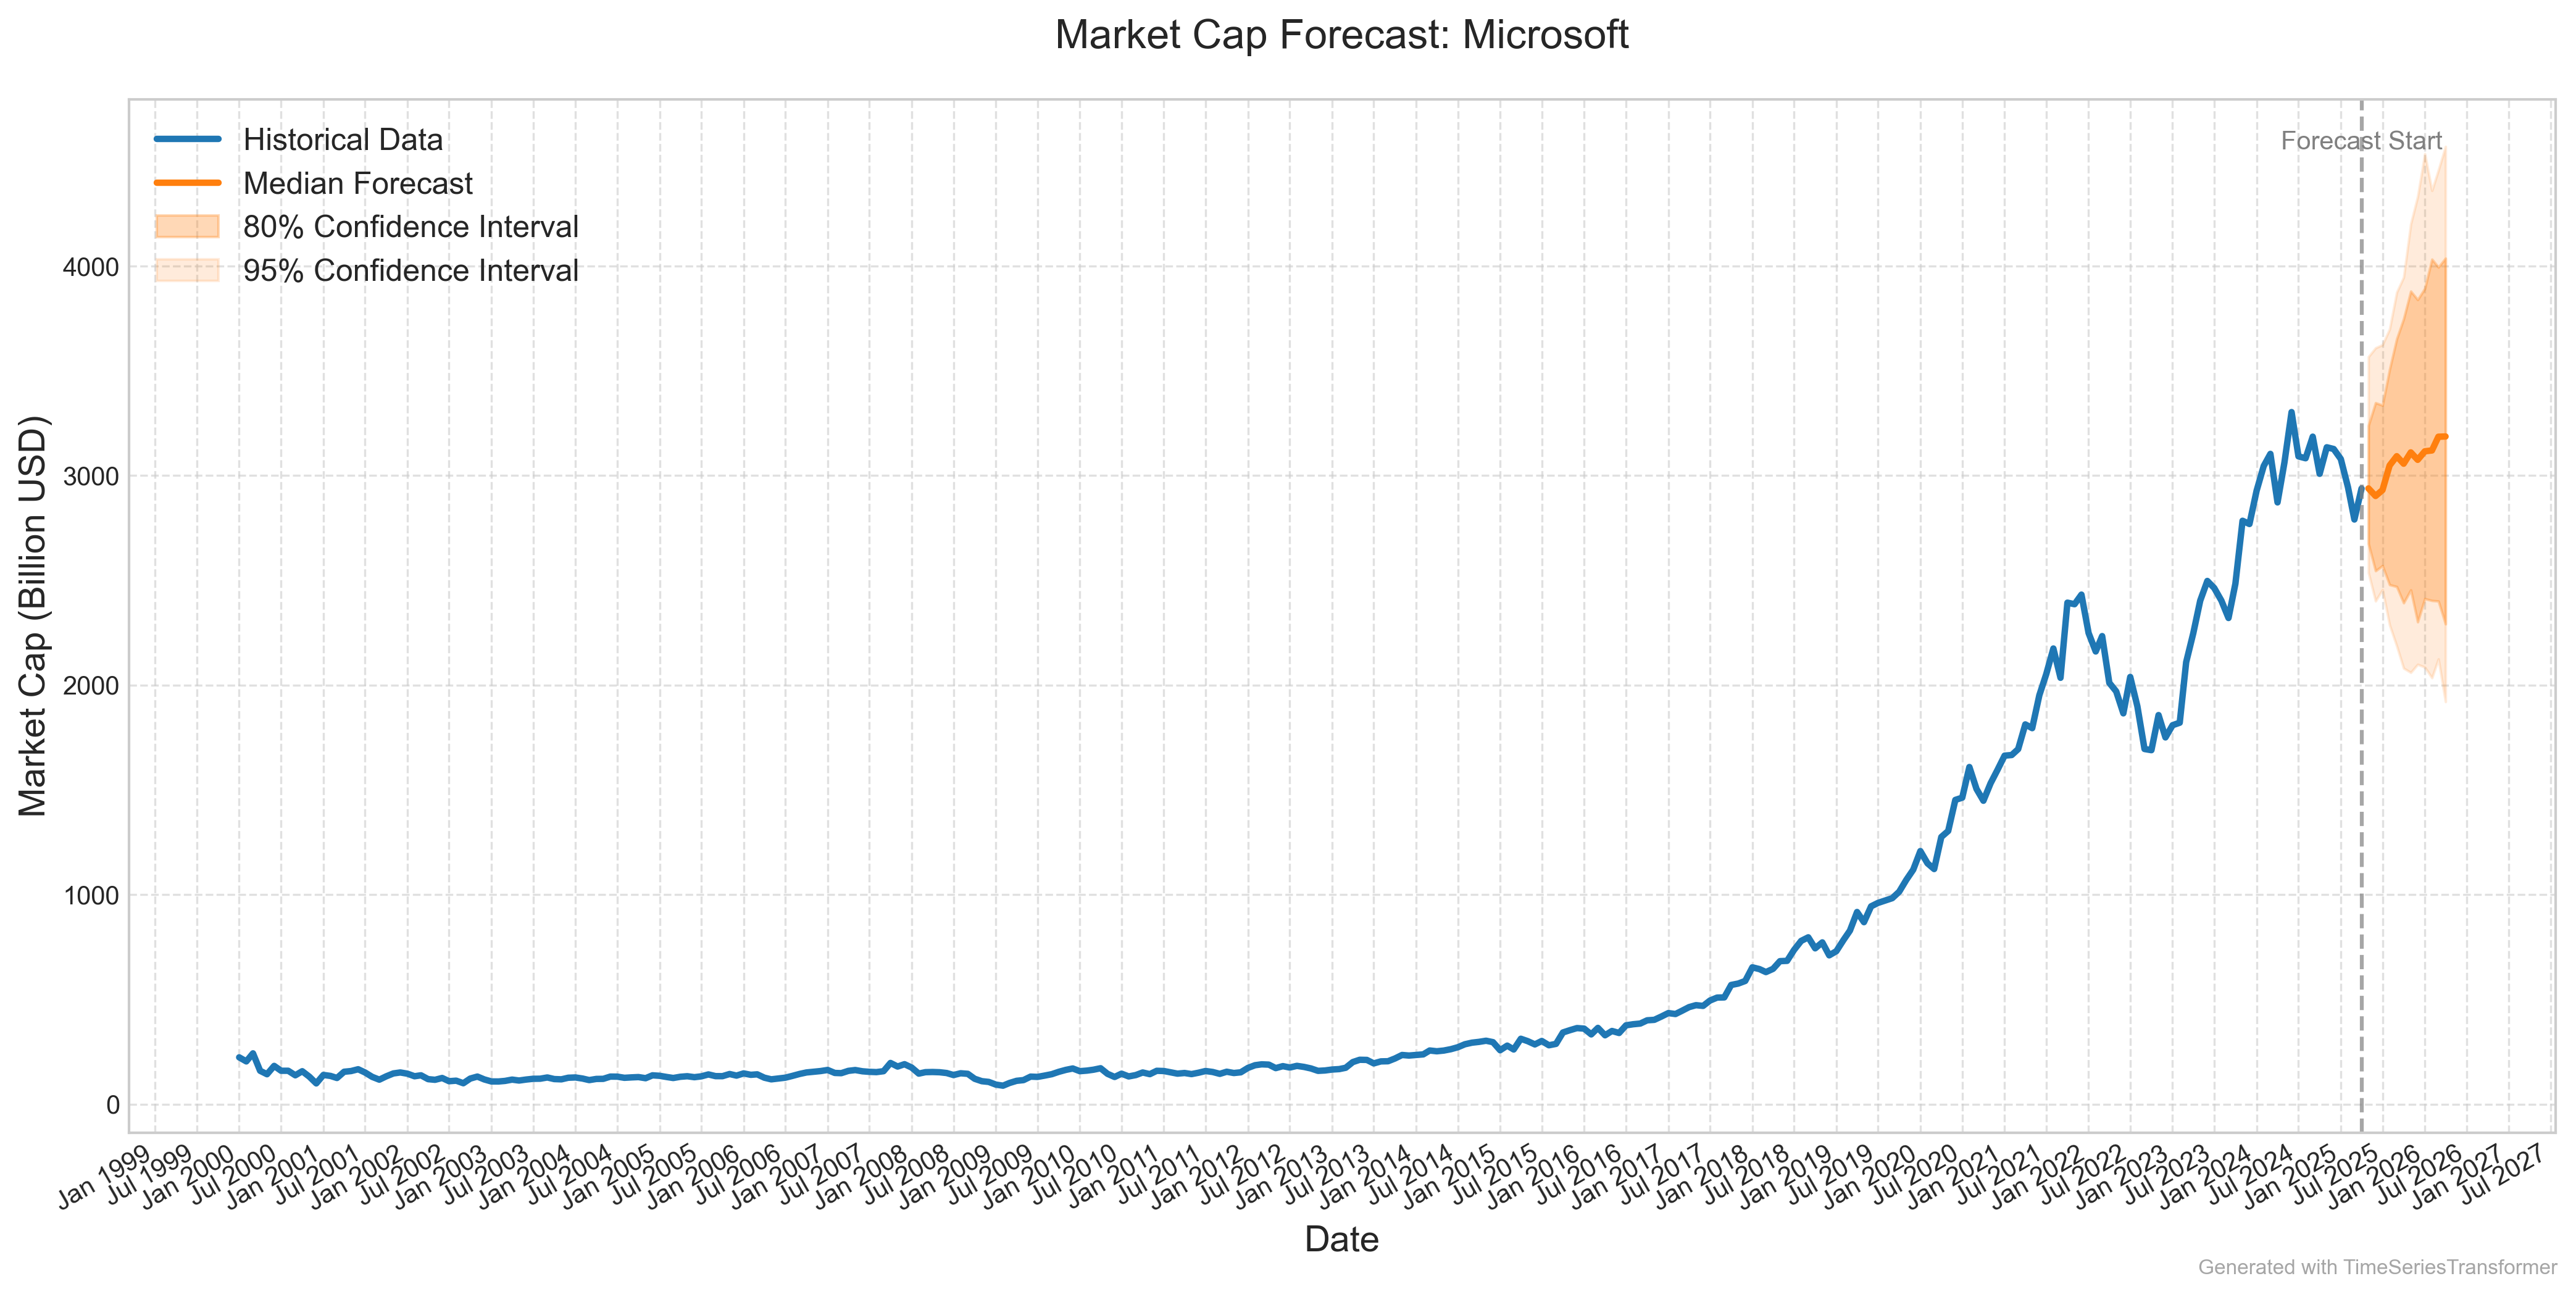 Market Cap Forecast: Microsoft
Historical Data
Median Forecast
80% Confidence Interval
95% Confidence Interval
Forecast Start
Market Cap (Billion USD)
4000
3000
2000
1000
0
Jan 1999
Jul 1999
Jan 2000
Jul 2000
Jan 2001
Jul 2001
Jan 2002
Jul 2002
Jan 2003
Jul 2003
Jan 2004
Jul 2004
Jan 2005
Jul 2005
Jan 2006
Jul 2006
Jan 2007
Jul 2007
Jan 2008
Jul 2008
Jan 2009
Jul 2009
Jan 2010
Jul 2010
Jan 2011
Jul 2011
Jan 2012
Jul 2012
Jan 2013
Jul 2013
Jan 2014
Jul 2014
Jan 2015
Jul 2015
Jan 2016
Jul 2016
Jan 2017
Jul 2017
Jan 2018
Jul 2018
Jan 2019
Jul 2019
Jan 2020
Jul 2020
Jan 2021
Jul 2021
Jan 2022
Jul 2022
Jan 2023
Jul 2023
Jan 2024
Jul 2024
Jan 2025
Jul 2025
Jan 2026
Jul 2026
Jan 2027
Jul 2027
Date
Generated with TimeSeriesTransformer